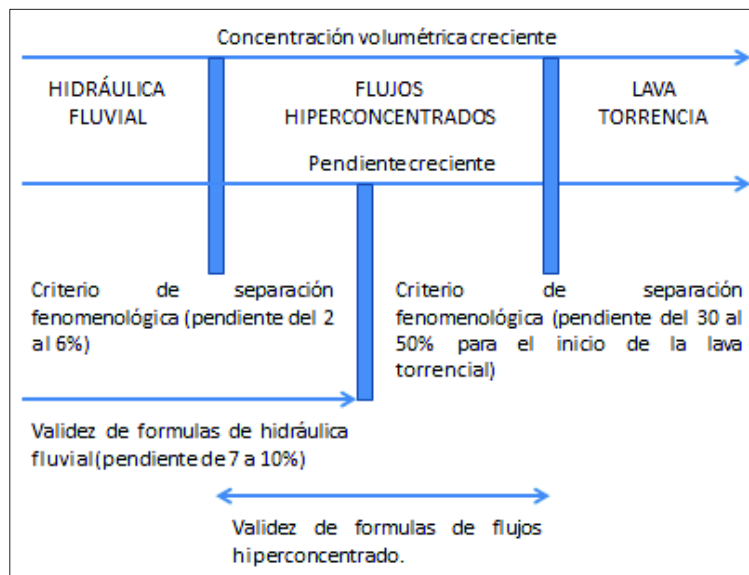 Concentración volumétrica creciente
HIDRÁULICA
FLUVIAL
FLUJOS
HIPERCONCENTRADOS
LAVA
TORRENCIA
Pendiente creciente
Criterio de separación
fenomenológica (pendiente del 2
al 6%)
Criterio de separación
fenomenológica (pendiente del 30 al
50% para el inicio de la lava
torrencial)
Validez de formulas de hidráulica
fluvial (pendiente de 7 a 10%)
Validez de formulas de flujos
hiperconcentrado.